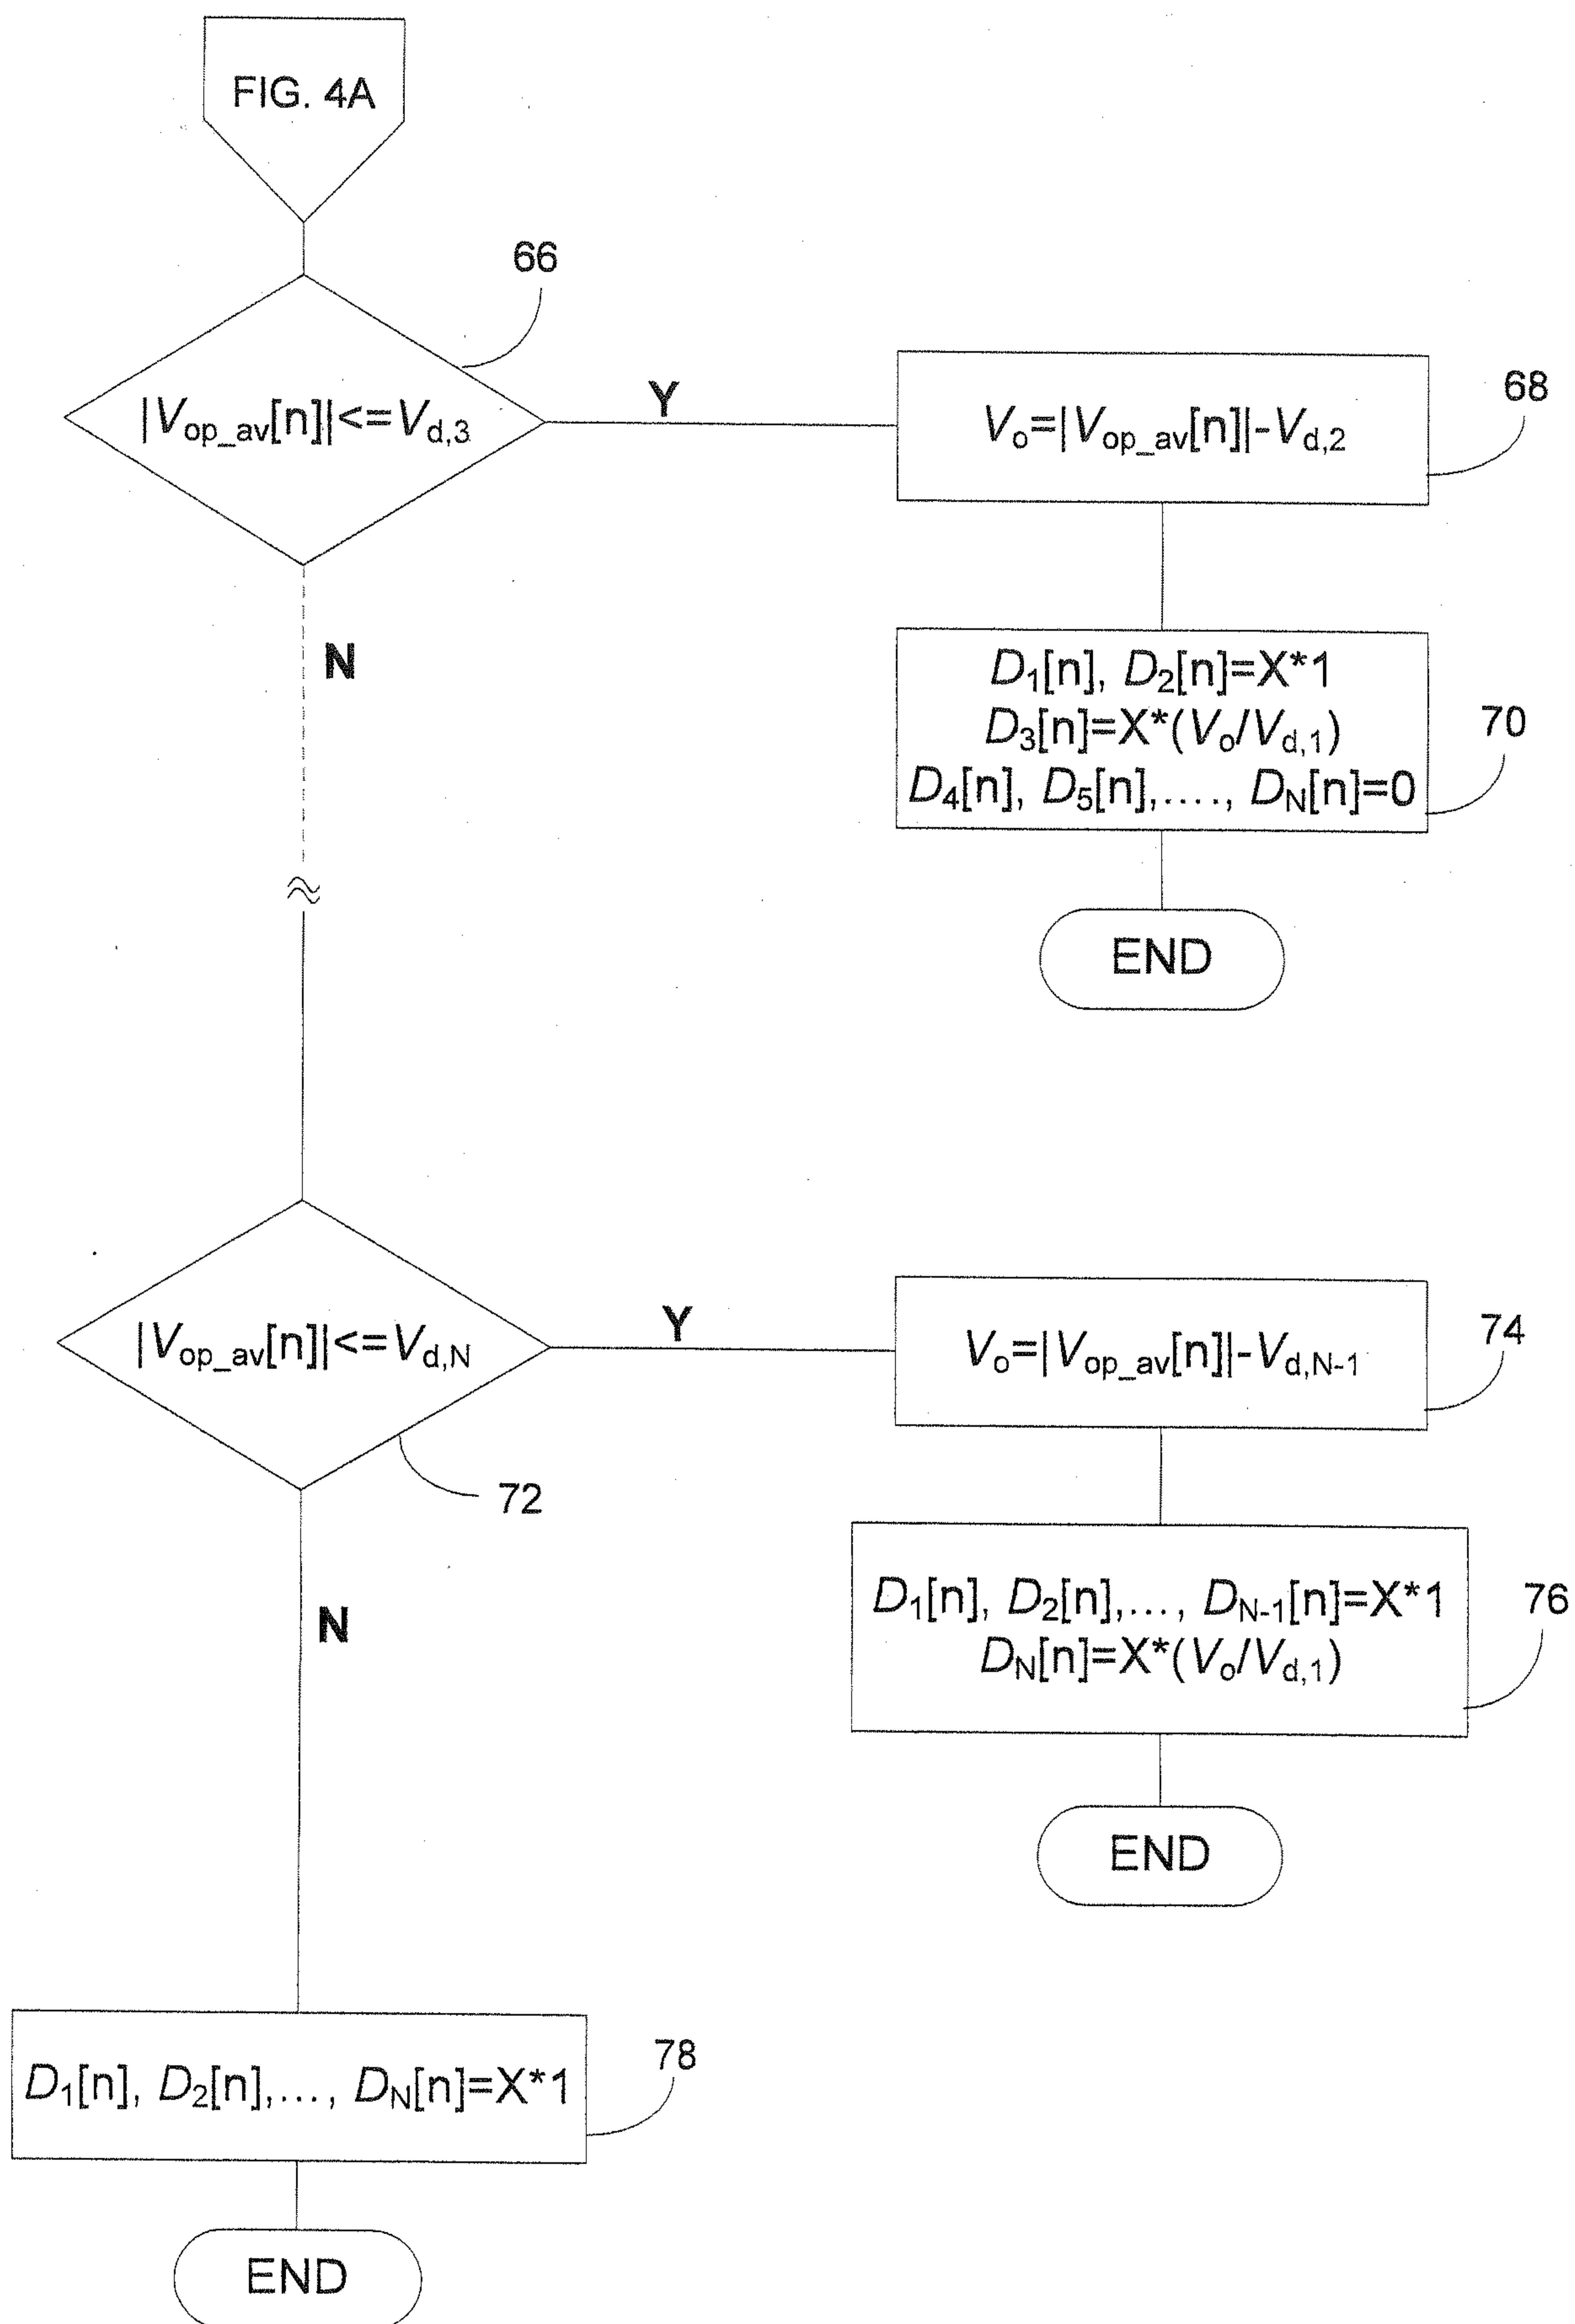 FIG. 4A
66
|Vop_av[n]|<=Vd,3
Y
Vo=|Vop_av[n]|-Vd,2
68
N
D1[n], D2[n]=X*1
D3[n]=X*(Vo/Vd,1)
D4[n], D5[n],...., DN[n]=0
70
END
|Vop_av[n]|<=Vd,N
Y
Vo=|Vop_av[n]|-Vd,N-1
74
72
N
D1[n], D2[n],..., DN-1[n]=X*1
DN[n]=X*(Vo/Vd,1)
76
END
D1[n], D2[n],..., DN[n]=X*1
78
END